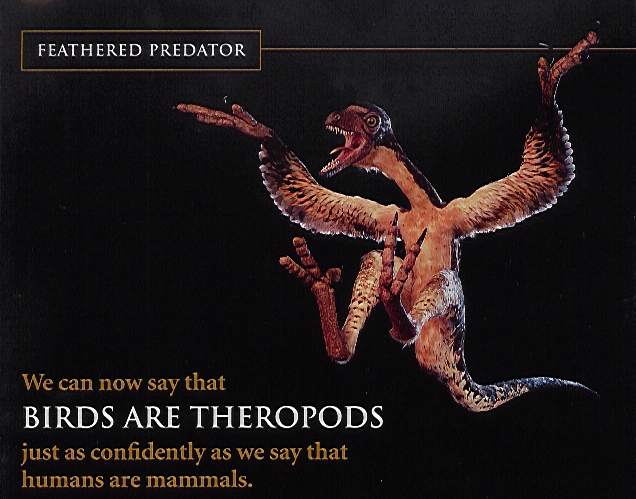 FEATHERED PREDATOR
We can now say that
BIRDS ARE THEROPODS
just as confidently as we say that
humans are mammals.